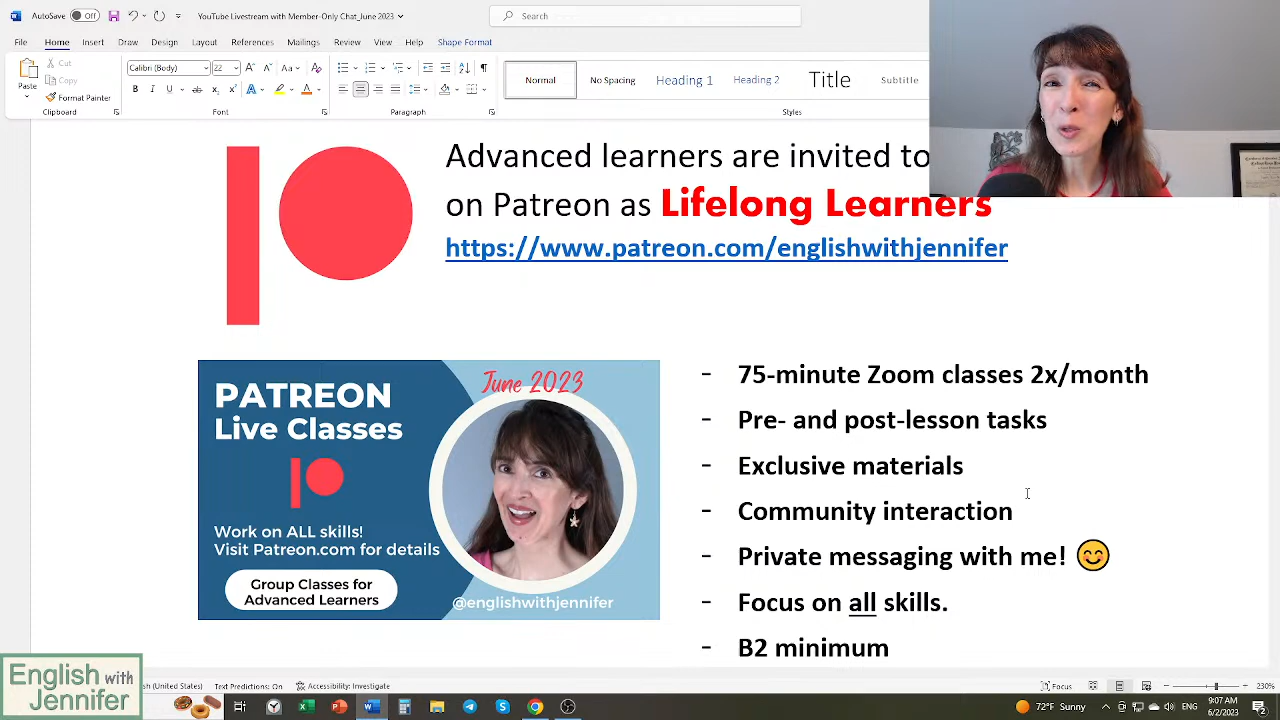 AutoSave
Off
YouTube Livestream with Member-Only Chat_June 2023
Search
File
Home
Insert
Draw
Design
Layout
References
Mailings
Review
View
Help
Acrobat
Shape Format
Paste
Cut
Copy
Format Painter
Clipboard
Calibri (Body)
22
Font
Paragraph
Normal
No Spacing
Heading 1
Heading 2
Title
Subtitle
Styles
Advanced learners are invited to
on Patreon as Lifelong Learners
https://www.patreon.com/englishwithjennifer
June 2023
PATREON
Live Classes
Work on ALL skills!
Visit Patreon.com for details
Group Classes for
Advanced Learners
@englishwithjennifer
- 75-minute Zoom classes 2x/month
- Pre- and post-lesson tasks
- Exclusive materials
- Community interaction
- Private messaging with me! 😊
- Focus on all skills.
- B2 minimum
English with
Jennifer
(United States)
Text Predictions: On
Accessibility: Investigate
Focus
230%
72°F Sunny
9:07 AM
6/2/2023